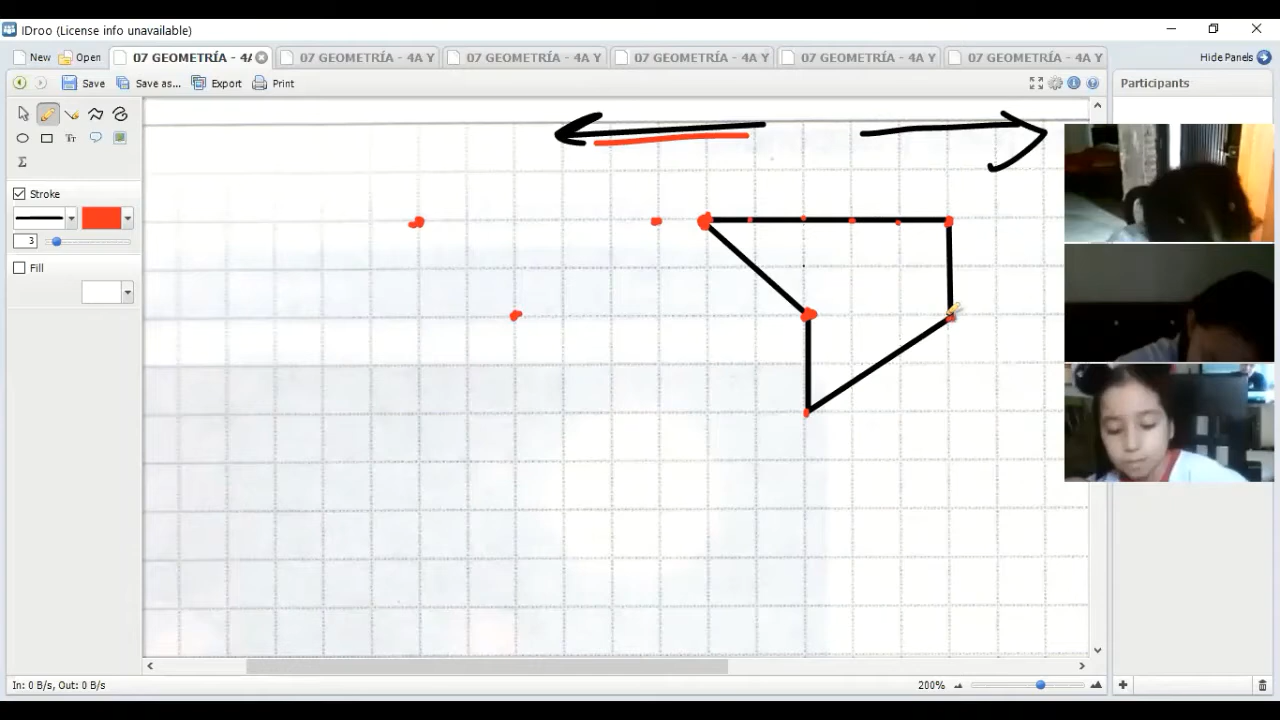 IDroo (License info unavailable)
New Open 07 GEOMETRÍA - 4A 07 GEOMETRÍA - 4A Y 07 GEOMETRÍA - 4A Y 07 GEOMETRÍA - 4A Y 07 GEOMETRÍA - 4A Y 07 GEOMETRÍA - 4A Y Hide Panels
Save Save as... Export Print Participants
Tт
Σ
Stroke
3
Fill
In: 0 B/s, Out: 0 B/s 200%